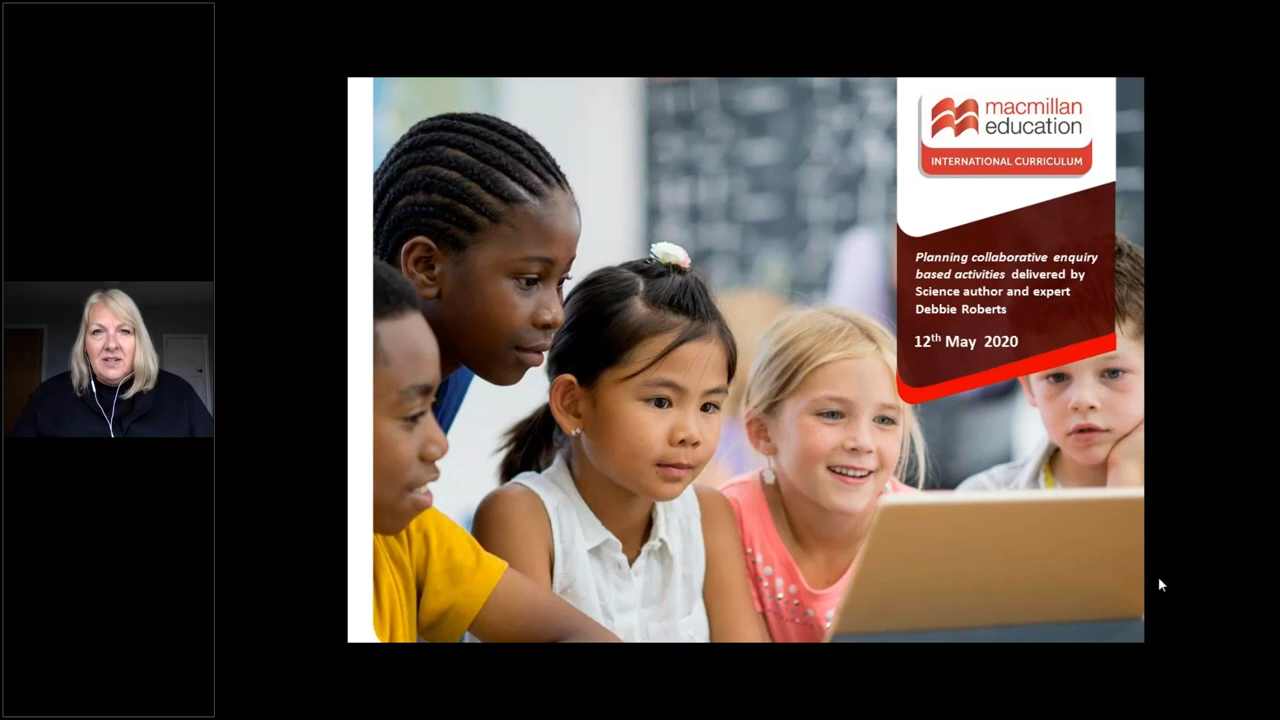 macmillan
education
INTERNATIONAL CURRICULUM
Planning collaborative enquiry
based activities delivered by
Science author and expert
Debbie Roberts
12th May 2020